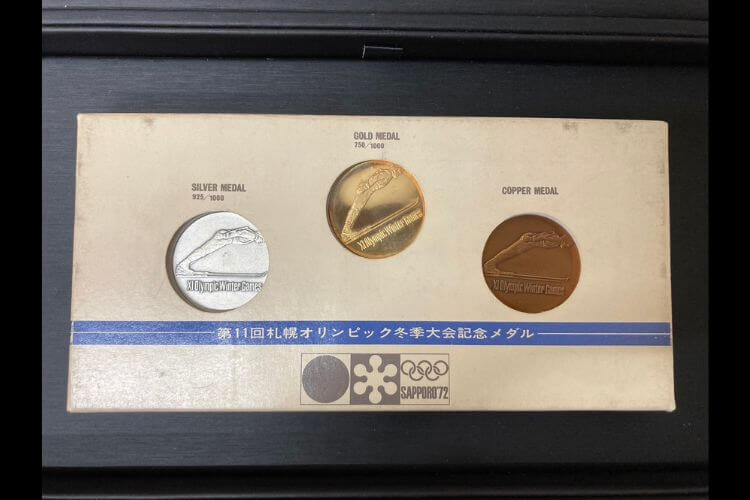 GOLD MEDAL
750/1000
SILVER MEDAL
925/1000
COPPER MEDAL
XI Olympic Winter Games
XI Olympic Winter Games
XI Olympic Winter Games
第11回札幌オリンピック冬季大会記念メダル
SAPPORO'72